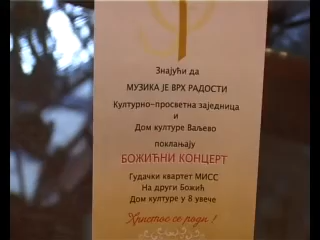 Знајући да
МУЗИКА ЈЕ ВРХ РАДОСТИ
Културно-просветна заједница
и
Дом културе Ваљево
поклањају
БОЖИЋНИ КОНЦЕРТ
Гудачки квартет МИСС
На други Божић
Дом културе у 8 увече
Христос се роди !